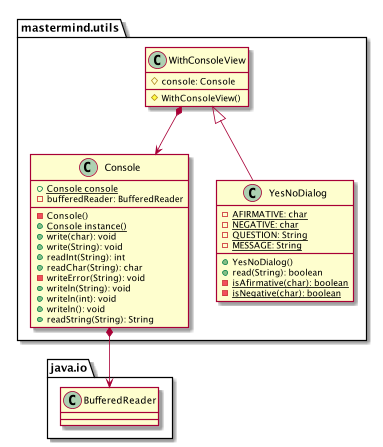 mastermind.utils
C WithConsoleView
console: Console
WithConsoleView()
C Console
Console console
bufferedReader: BufferedReader
Console()
Console instance()
write(char): void
write(String): void
readInt(String): int
readChar(String): char
writeError(String): void
writeln(String): void
writeln(int): void
writeln(): void
readString(String): String
C YesNoDialog
AFIRMATIVE: char
NEGATIVE: char
QUESTION: String
MESSAGE: String
YesNoDialog()
read(String): boolean
isAfirmative(char): boolean
isNegative(char): boolean
java.io
C BufferedReader